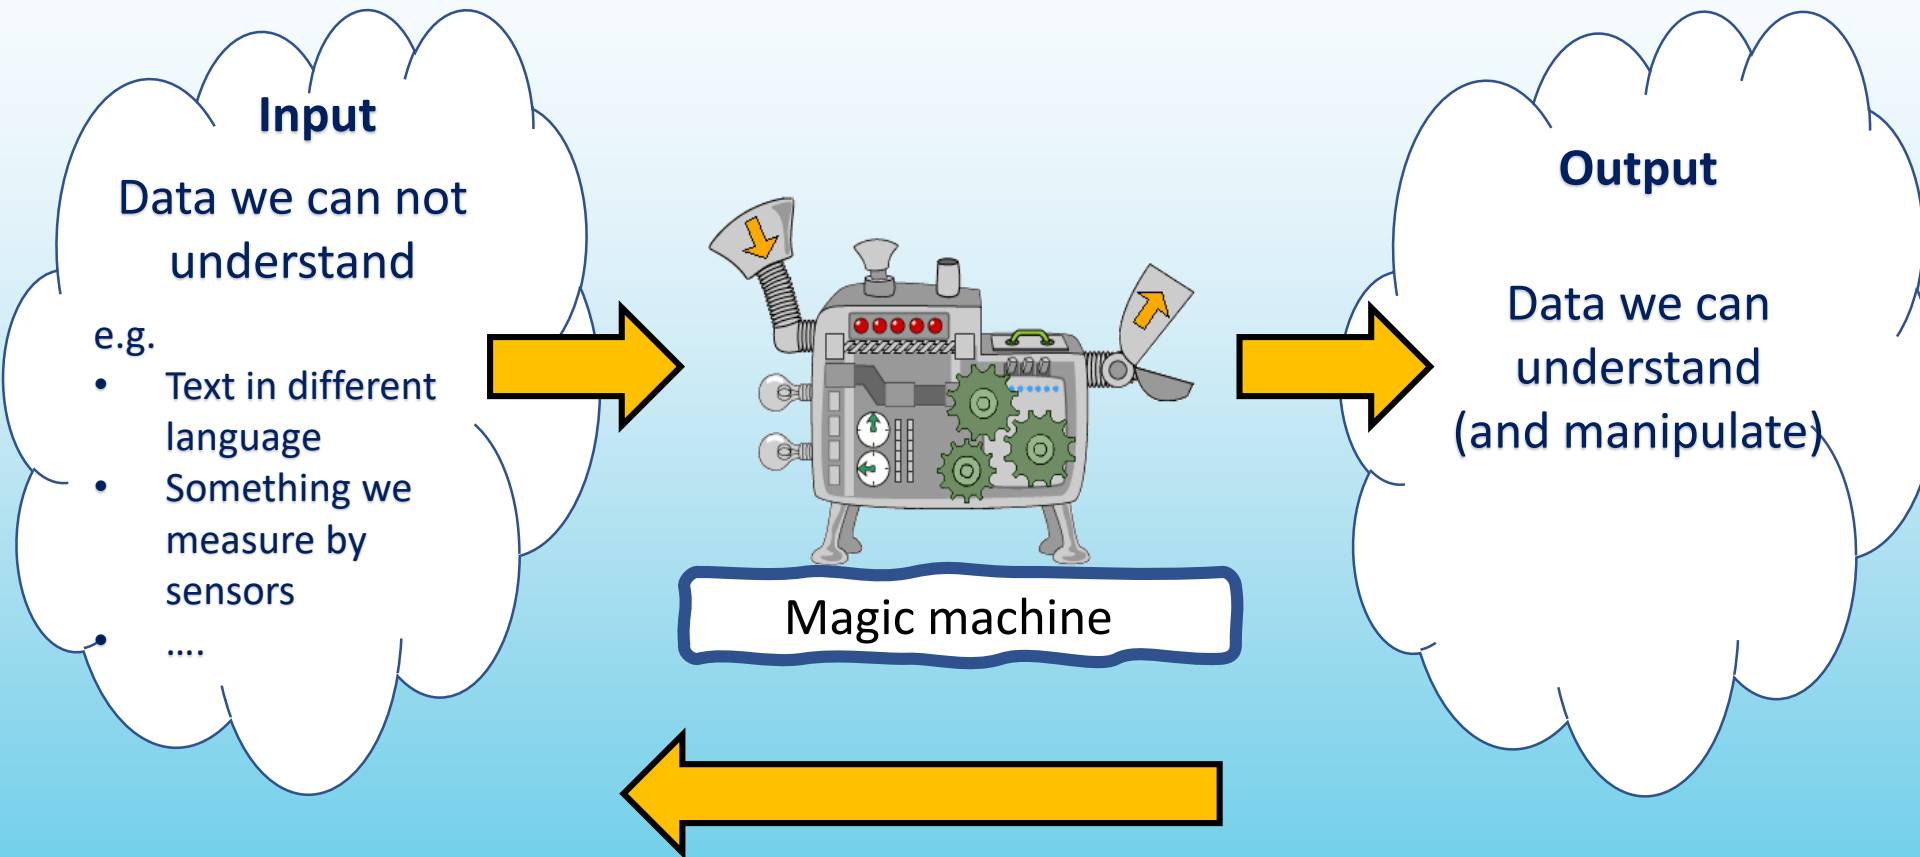 Input
Data we can not
understand
e.g.
• Text in different
language
• Something we
measure by
sensors
• ....
Magic machine
Output
Data we can
understand
(and manipulate)